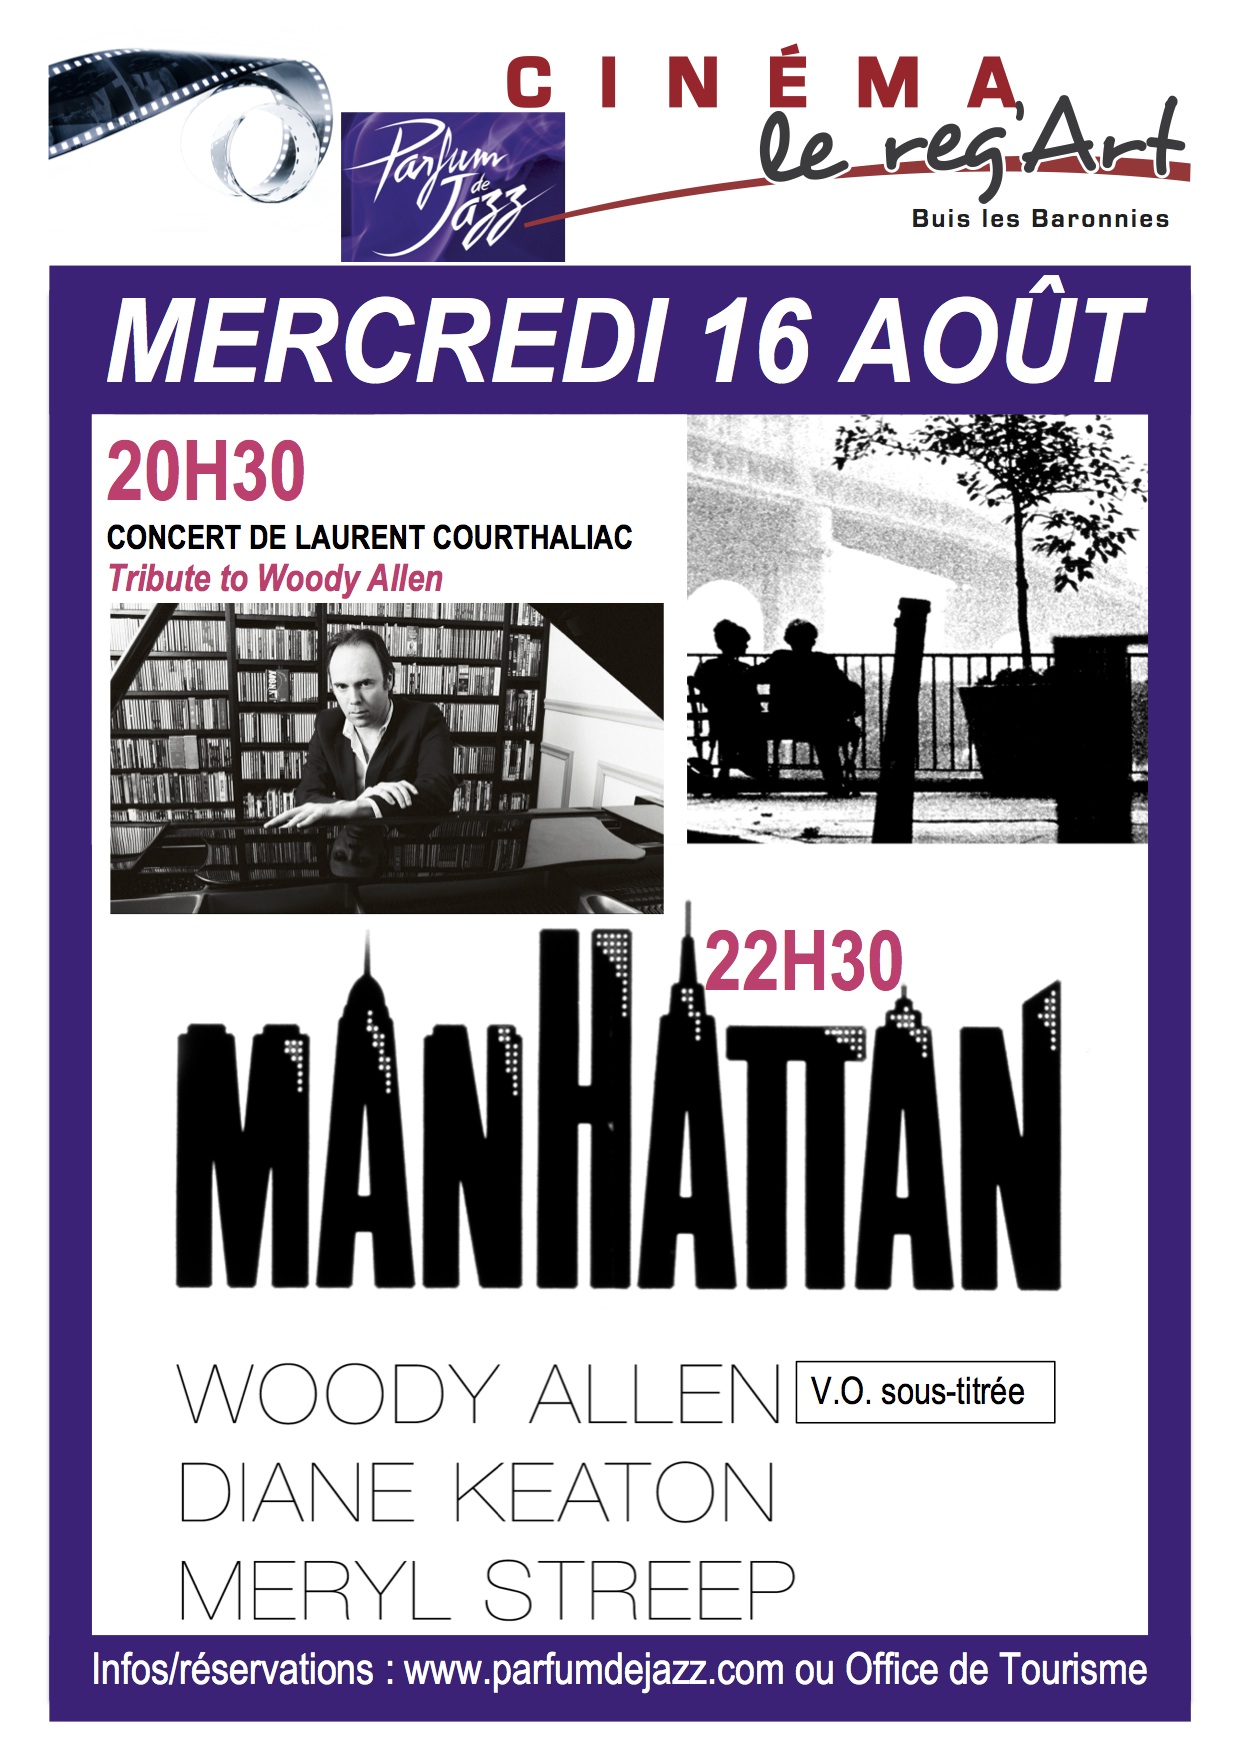 CINÉMA
le reg'Art
Parfum
de
Jazz
Buis les Baronnies
MERCREDI 16 AOÛT
20H30
CONCERT DE LAURENT COURTHALIAC
Tribute to Woody Allen
22H30
MANHATTAN
WOODY ALLEN
V.O. sous-titrée
DIANE KEATON
MERYL STREEP
Infos/réservations : www.parfumdejazz.com ou Office de Tourisme